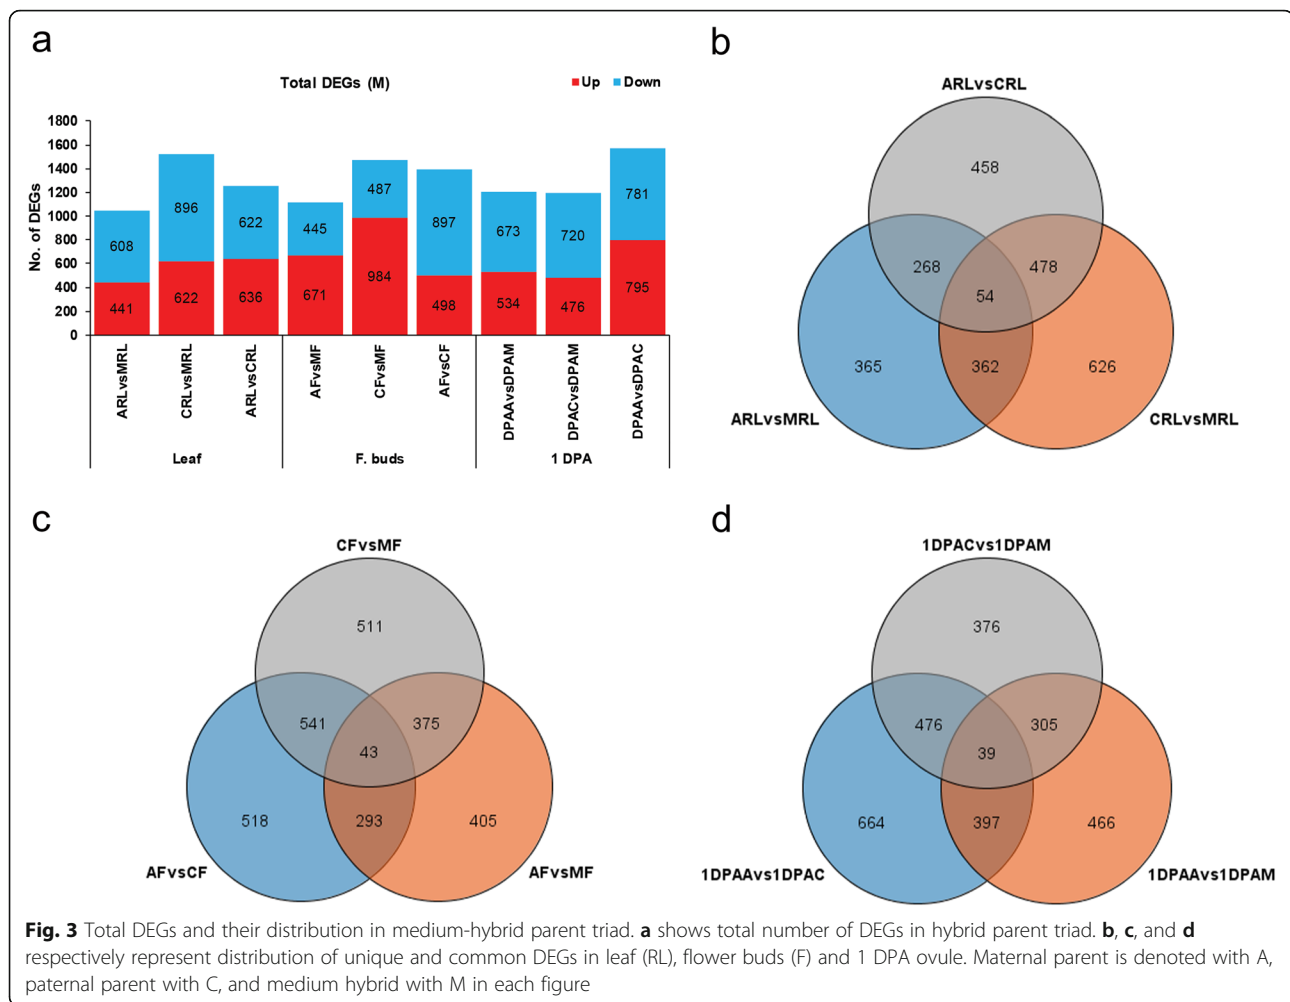 a
Total DEGs (M)
Up Down
No. of DEGs
1800
1600
1400
1200
1000
800
600
400
200
0
608 896 622 445 487 897 673 720 781
441 622 636 671 984 498 534 476 795
ARLvsMRL
CRLvsMRL
ARLvsCRL
AFvsMF
CFvsMF
AFvsCF
DPAAvsDPAM
DPACvsDPAM
DPAAvsDPAC
Leaf F. buds 1 DPA
b
ARLvsCRL
458
268 478
54
365 362 626
ARLvsMRL CRLvsMRL
c
CFvsMF
511
541 375
43
518 293 405
AFvsCF AFvsMF
d
1DPACvs1DPAM
376
476 305
39
664 397 466
1DPAAvs1DPAC 1DPAAvs1DPAM
Fig. 3 Total DEGs and their distribution in medium-hybrid parent triad. a shows total number of DEGs in hybrid parent triad. b, c, and d
respectively represent distribution of unique and common DEGs in leaf (RL), flower buds (F) and 1 DPA ovule. Maternal parent is denoted with A,
paternal parent with C, and medium hybrid with M in each figure